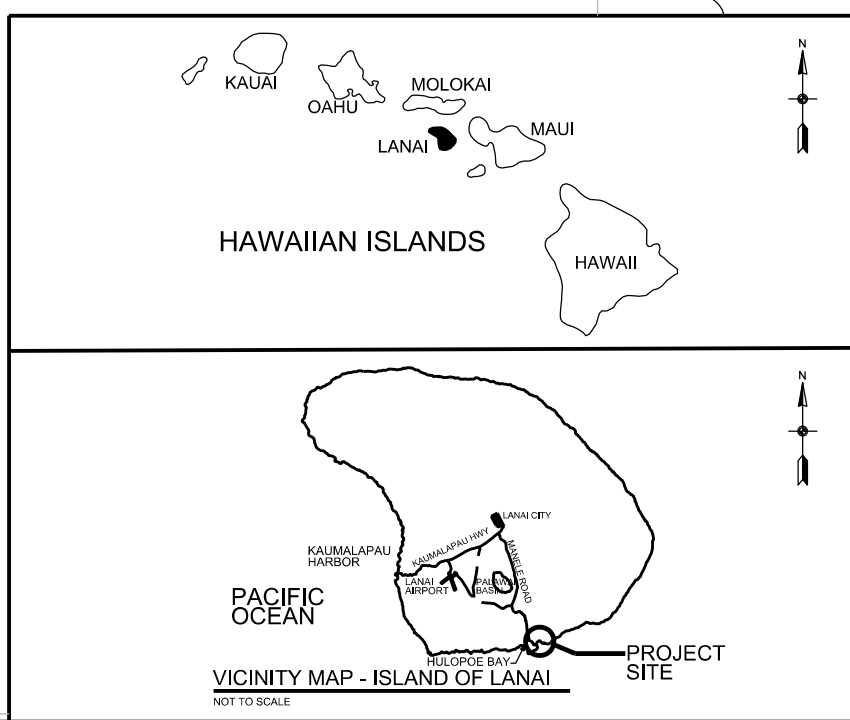 N
KAUAI
OAHU
MOLOKAI
LANAI
MAUI
HAWAIIAN ISLANDS
HAWAII
N
LANAI CITY
KAUMALAPAU HWY
KAUMALAPAU
HARBOR
MANELE ROAD
LANAI
AIRPORT
PALAWAI
BASIN
PACIFIC
OCEAN
HULOPOE BAY
PROJECT
SITE
VICINITY MAP - ISLAND OF LANAI
NOT TO SCALE